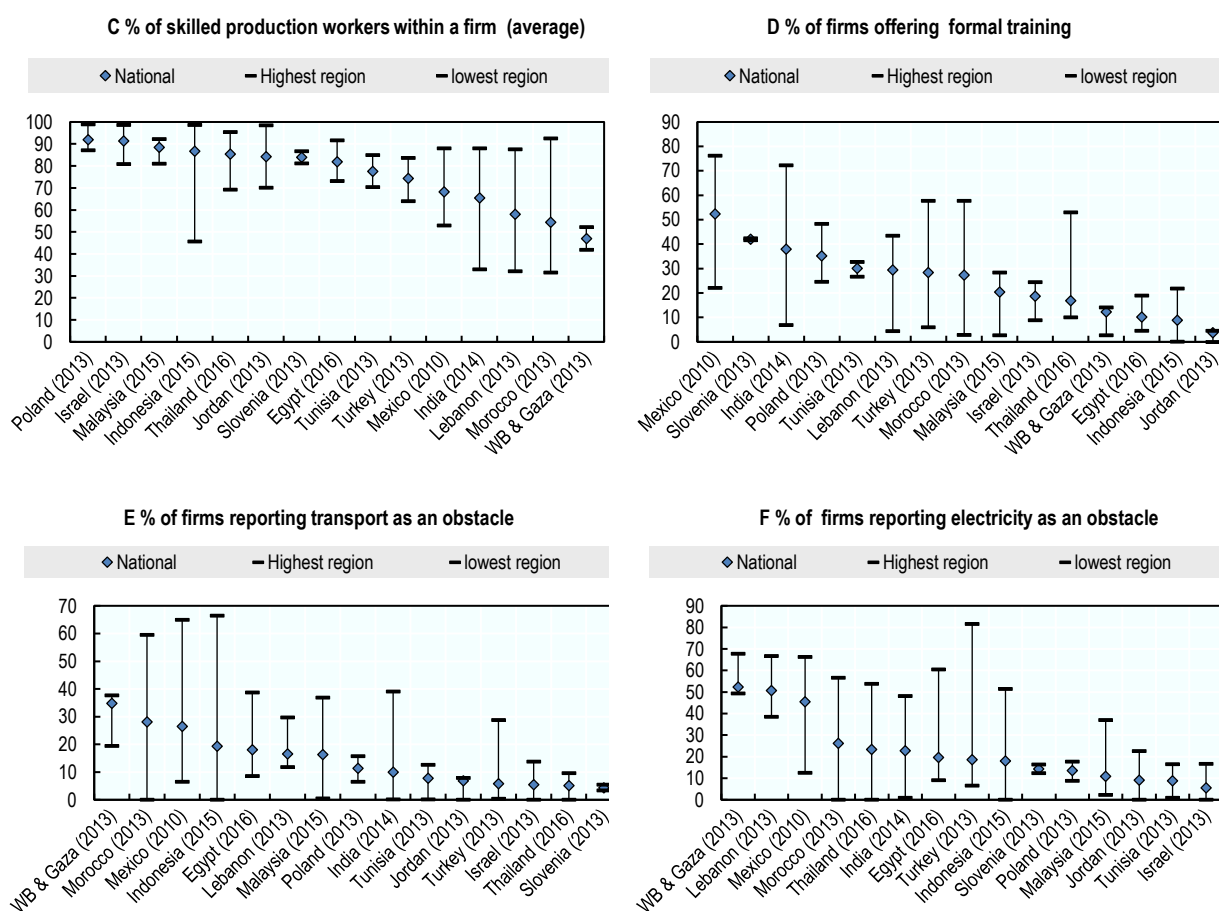 C % of skilled production workers within a firm (average)
National Highest region lowest region
100
90
80
70
60
50
40
30
20
10
0
Poland (2013)
Israel (2013)
Malaysia (2015)
Indonesia (2015)
Thailand (2016)
Jordan (2013)
Slovenia (2013)
Egypt (2016)
Tunisia (2013)
Turkey (2013)
Mexico (2010)
India (2014)
Lebanon (2013)
Morocco (2013)
WB & Gaza (2013)
D % of firms offering formal training
National Highest region lowest region
90
80
70
60
50
40
30
20
10
0
Mexico (2010)
Slovenia (2013)
India (2014)
Poland (2013)
Tunisia (2013)
Lebanon (2013)
Turkey (2013)
Morocco (2013)
Malaysia (2015)
Israel (2013)
Thailand (2016)
WB & Gaza (2013)
Egypt (2016)
Indonesia (2015)
Jordan (2013)
E % of firms reporting transport as an obstacle
National Highest region lowest region
70
60
50
40
30
20
10
0
WB & Gaza (2013)
Morocco (2013)
Mexico (2010)
Indonesia (2015)
Egypt (2016)
Lebanon (2013)
Malaysia (2015)
Poland (2013)
India (2014)
Tunisia (2013)
Jordan (2013)
Turkey (2013)
Israel (2013)
Thailand (2016)
Slovenia (2013)
F % of firms reporting electricity as an obstacle
National Highest region lowest region
90
80
70
60
50
40
30
20
10
0
WB & Gaza (2013)
Lebanon (2013)
Mexico (2010)
Morocco (2013)
Thailand (2016)
India (2014)
Egypt (2016)
Turkey (2013)
Indonesia (2015)
Slovenia (2013)
Poland (2013)
Malaysia (2015)
Jordan (2013)
Tunisia (2013)
Israel (2013)